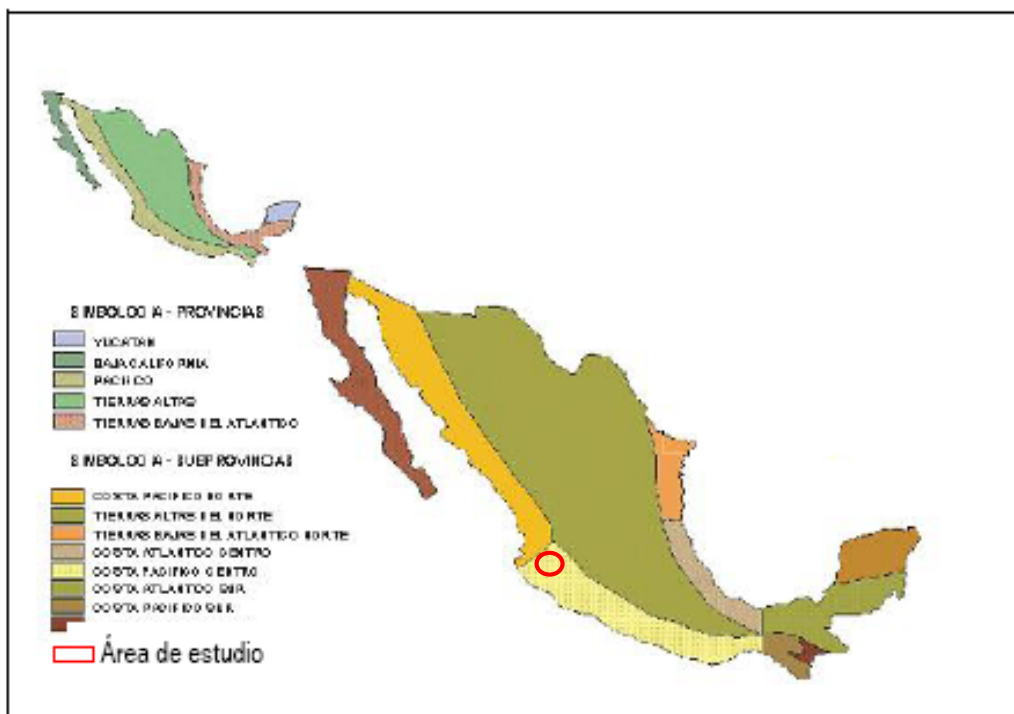 SIMBOLOGIA - PROVINCIAS
YUCATAN
BAJA CALIFORNIA
PACIFICO
TIERRAS ALTAS
TIERRAS BAJAS DEL ATLANTICO
SIMBOLOGIA - SUBPROVINCIAS
COSTA PACIFICO NORTE
TIERRAS ALTAS DEL NORTE
TIERRAS BAJAS DEL ATLANTICO NORTE
COSTA ATLANTICO CENTRO
COSTA PACIFICO CENTRO
COSTA ATLANTICO SUR
COSTA PACIFICO SUR
Área de estudio